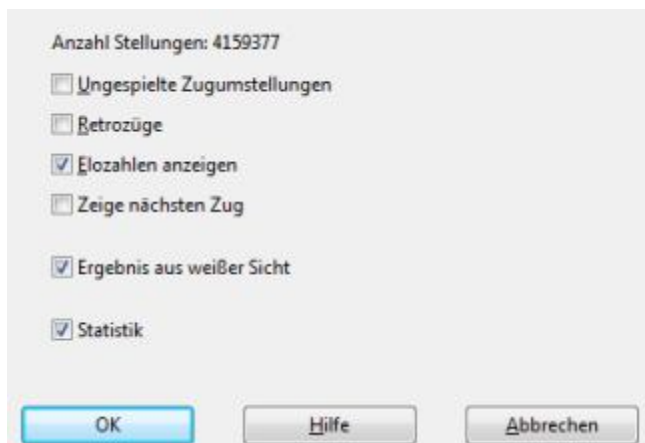 Anzahl Stellungen: 4159377
Ungespielte Zugumstellungen
Retrozüge
Elozahlen anzeigen
Zeige nächsten Zug
Ergebnis aus weißer Sicht
Statistik
OK Hilfe Abbrechen